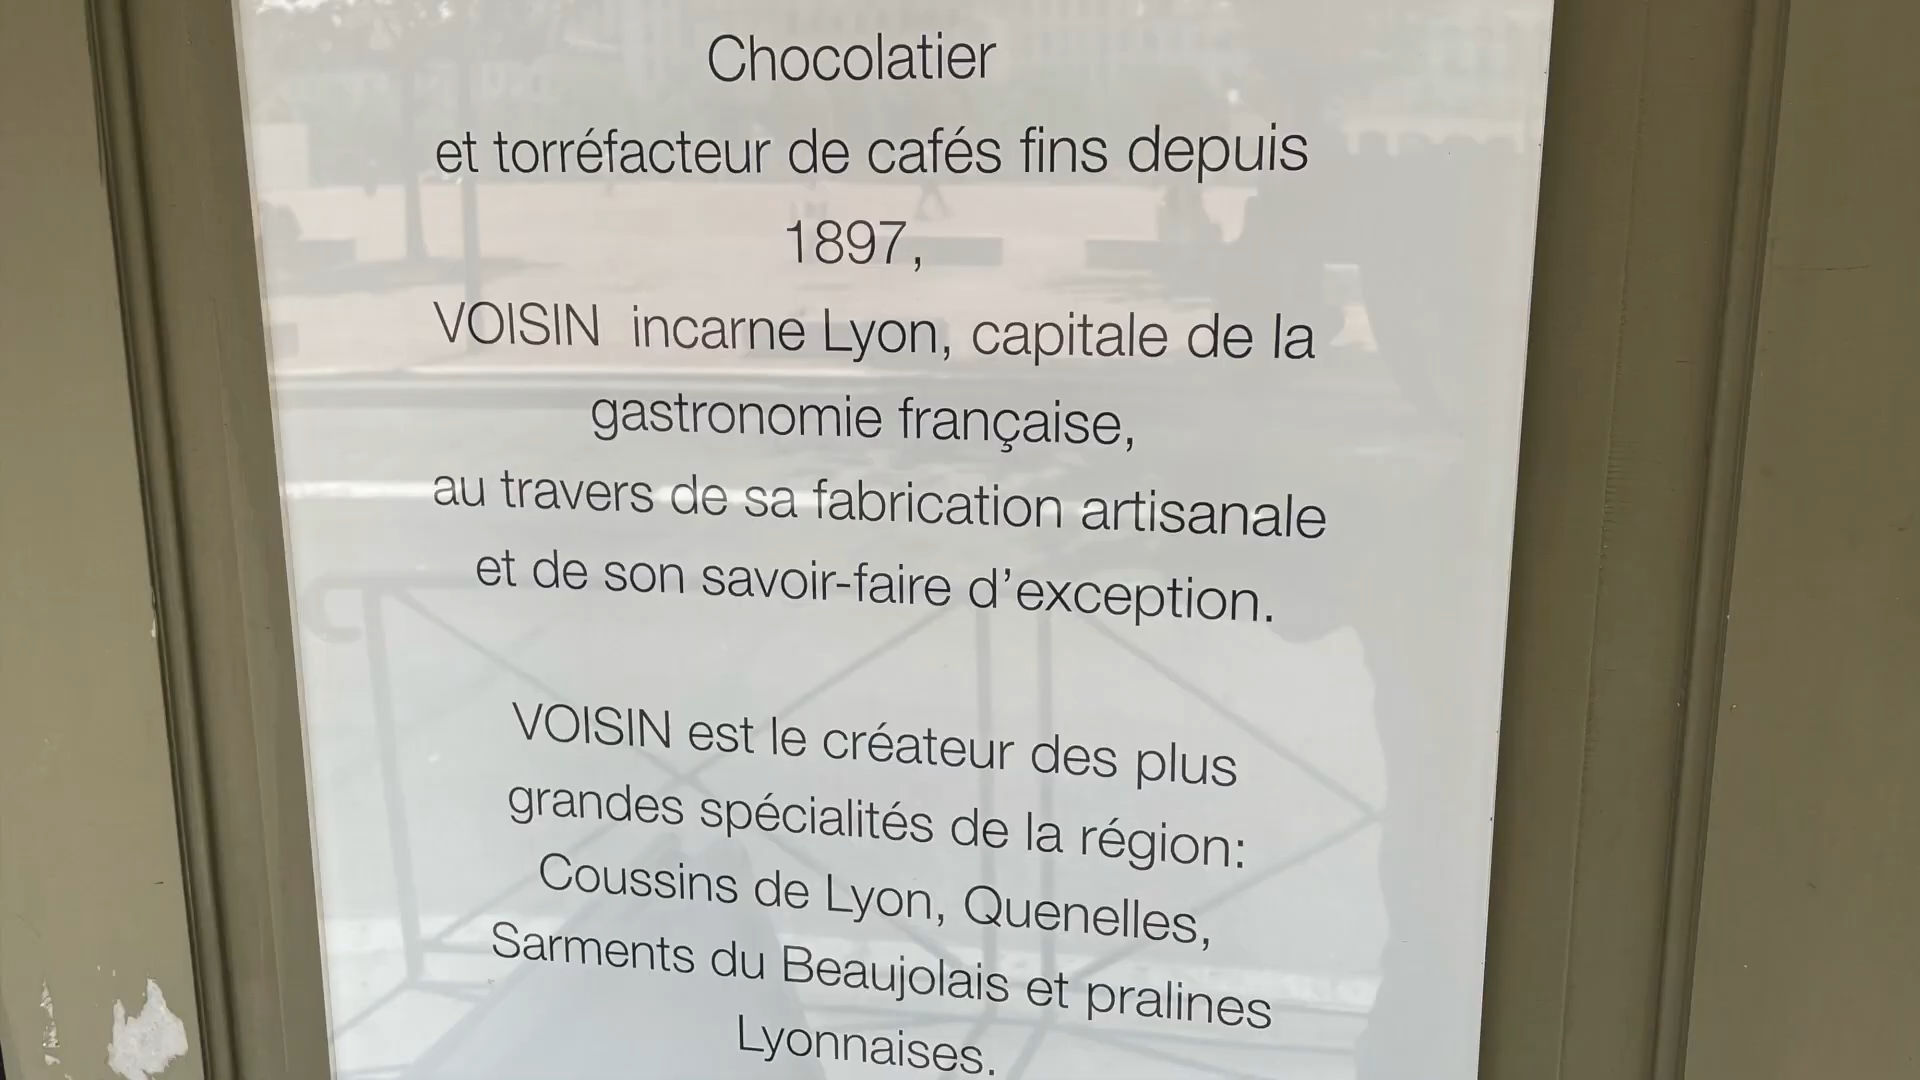 Chocolatier
et torréfacteur de cafés fins depuis
1897,
VOISIN incarne Lyon, capitale de la
gastronomie française,
au travers de sa fabrication artisanale
et de son savoir-faire d’exception.
VOISIN est le créateur des plus
grandes spécialités de la région:
Coussins de Lyon, Quenelles,
Sarments du Beaujolais et pralines
Lyonnaises.